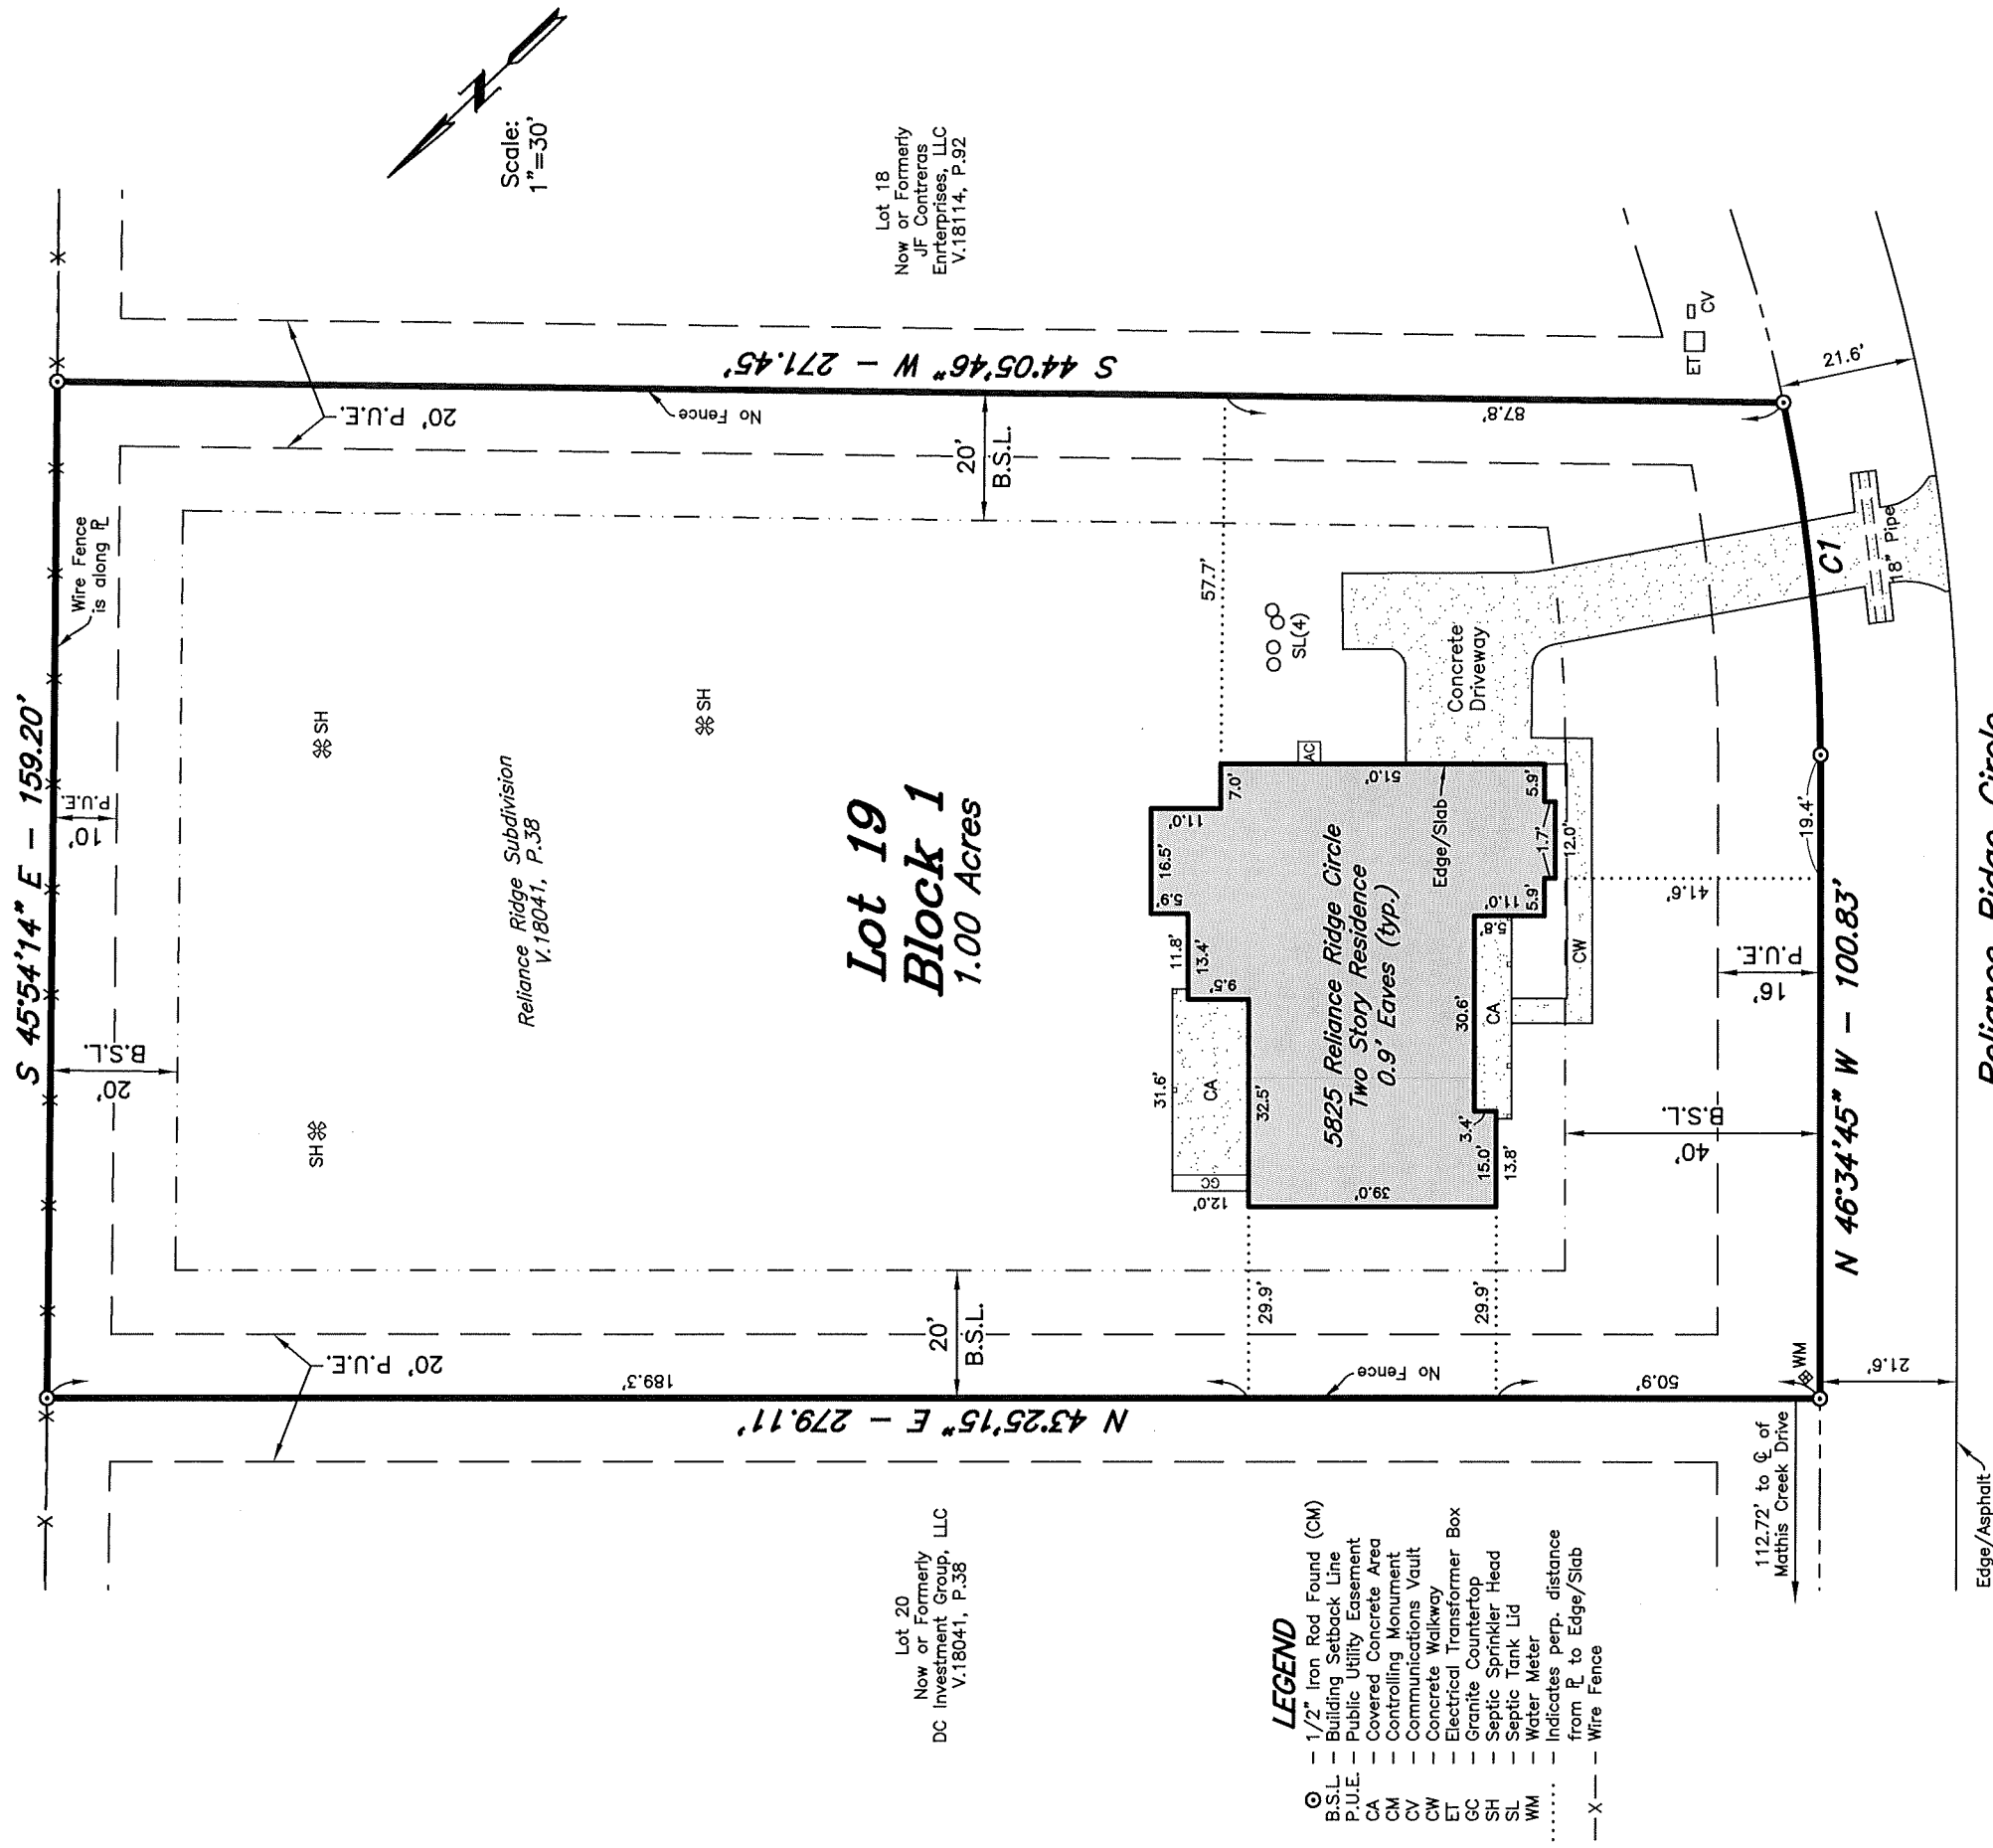 S 45°54'14" E - 159.20'
Wire Fence
is along PL
10'
P.U.E.
20'
B.S.L.
20' P.U.E.
20' P.U.E.
Scale:
1"=30'
N
Lot 18
Now or Formerly
JF Contreras
Enrterprises, LLC
V.18114, P.92
S 44°05'46" W - 271.45'
No Fence
20'
B.S.L.
87.8'
57.7'
SH
SH
SH
Reliance Ridge Subdivision
V.18041, P.38
Lot 19
Block 1
1.00 Acres
N 43°25'15" E - 279.11'
189.3'
20'
B.S.L.
29.9'
29.9'
No Fence
50.9'
SL(4)
AC
Concrete
Driveway
5825 Reliance Ridge Circle
Two Story Residence
0.9' Eaves (typ.)
Edge/Slab
7.0'
11.0'
16.5'
5.9'
11.8'
13.4'
9.5'
31.6'
CA
GC
12.0'
32.5'
39.0'
15.0'
13.8'
3.4'
30.6'
CA
5.8'
11.0'
5.9'
1.7'
12.0'
5.9'
51.0'
CW
41.6'
19.4'
16'
P.U.E.
40'
B.S.L.
N 46°34'45" W - 100.83'
C1
18" Pipe
ET
CV
21.6'
WM
21.6'
112.72' to CL of
Mathis Creek Drive
Edge/Asphalt
Reliance Ridge Circle
Lot 20
Now or Formerly
DC Investment Group, LLC
V.18041, P.38
LEGEND
- 1/2" Iron Rod Found (CM)
B.S.L. - Building Setback Line
P.U.E. - Public Utility Easement
CA - Covered Concrete Area
CM - Controlling Monument
CV - Communications Vault
CW - Concrete Walkway
ET - Electrical Transformer Box
GC - Granite Countertop
SH - Septic Sprinkler Head
SL - Septic Tank Lid
WM - Water Meter
....... - Indicates perp. distance
from PL to Edge/Slab
—X— - Wire Fence